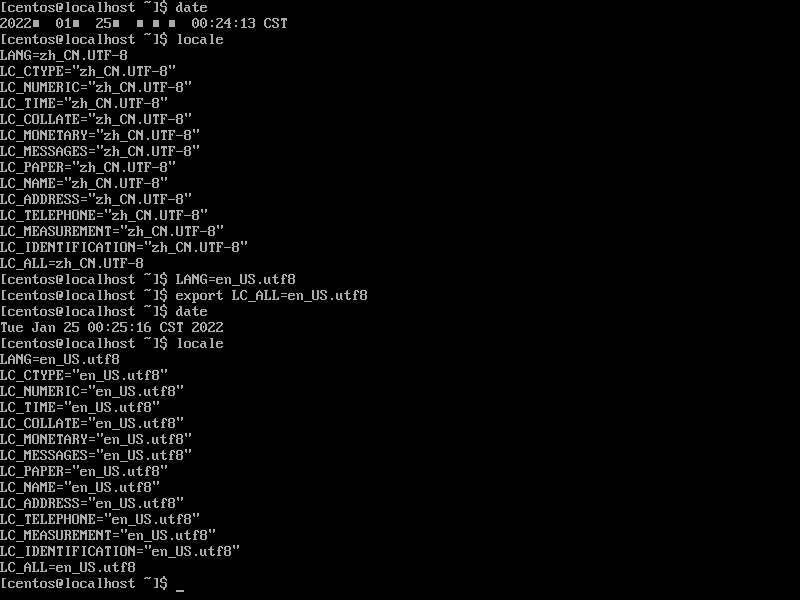 [centos@localhost ~]$ date
2022■ 01■ 25■ ■ ■ ■ 00:24:13 CST
[centos@localhost ~]$ locale
LANG=zh_CN.UTF-8
LC_CTYPE="zh_CN.UTF-8"
LC_NUMERIC="zh_CN.UTF-8"
LC_TIME="zh_CN.UTF-8"
LC_COLLATE="zh_CN.UTF-8"
LC_MONETARY="zh_CN.UTF-8"
LC_MESSAGES="zh_CN.UTF-8"
LC_PAPER="zh_CN.UTF-8"
LC_NAME="zh_CN.UTF-8"
LC_ADDRESS="zh_CN.UTF-8"
LC_TELEPHONE="zh_CN.UTF-8"
LC_MEASUREMENT="zh_CN.UTF-8"
LC_IDENTIFICATION="zh_CN.UTF-8"
LC_ALL=zh_CN.UTF-8
[centos@localhost ~]$ LANG=en_US.utf8
[centos@localhost ~]$ export LC_ALL=en_US.utf8
[centos@localhost ~]$ date
Tue Jan 25 00:25:16 CST 2022
[centos@localhost ~]$ locale
LANG=en_US.utf8
LC_CTYPE="en_US.utf8"
LC_NUMERIC="en_US.utf8"
LC_TIME="en_US.utf8"
LC_COLLATE="en_US.utf8"
LC_MONETARY="en_US.utf8"
LC_MESSAGES="en_US.utf8"
LC_PAPER="en_US.utf8"
LC_NAME="en_US.utf8"
LC_ADDRESS="en_US.utf8"
LC_TELEPHONE="en_US.utf8"
LC_MEASUREMENT="en_US.utf8"
LC_IDENTIFICATION="en_US.utf8"
LC_ALL=en_US.utf8
[centos@localhost ~]$ _